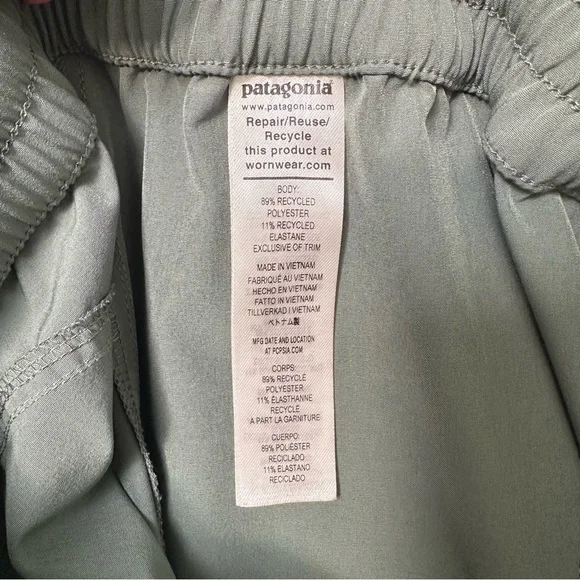 patagonia®
www.patagonia.com
Repair/Reuse/
Recycle
this product at
wornwear.com
BODY:
89% RECYCLED
POLYESTER
11% RECYCLED
ELASTANE
EXCLUSIVE OF TRIM
MADE IN VIETNAM
FABRIQUÉ AU VIETNAM
HECHO EN VIETNAM
FATTO IN VIETNAM
TILLVERKAD I VIETNAM
ベトナム製
MFG DATE AND LOCATION
AT PCPSIA.COM
CORPS:
89% RECYCLÉ
POLYESTER
11% ÉLASTHANNE
RECYCLÉ
A PART LA GARNITURE
CUERPO:
89% POLIÉSTER
RECICLADO
11% ELASTANO
RECICLADO